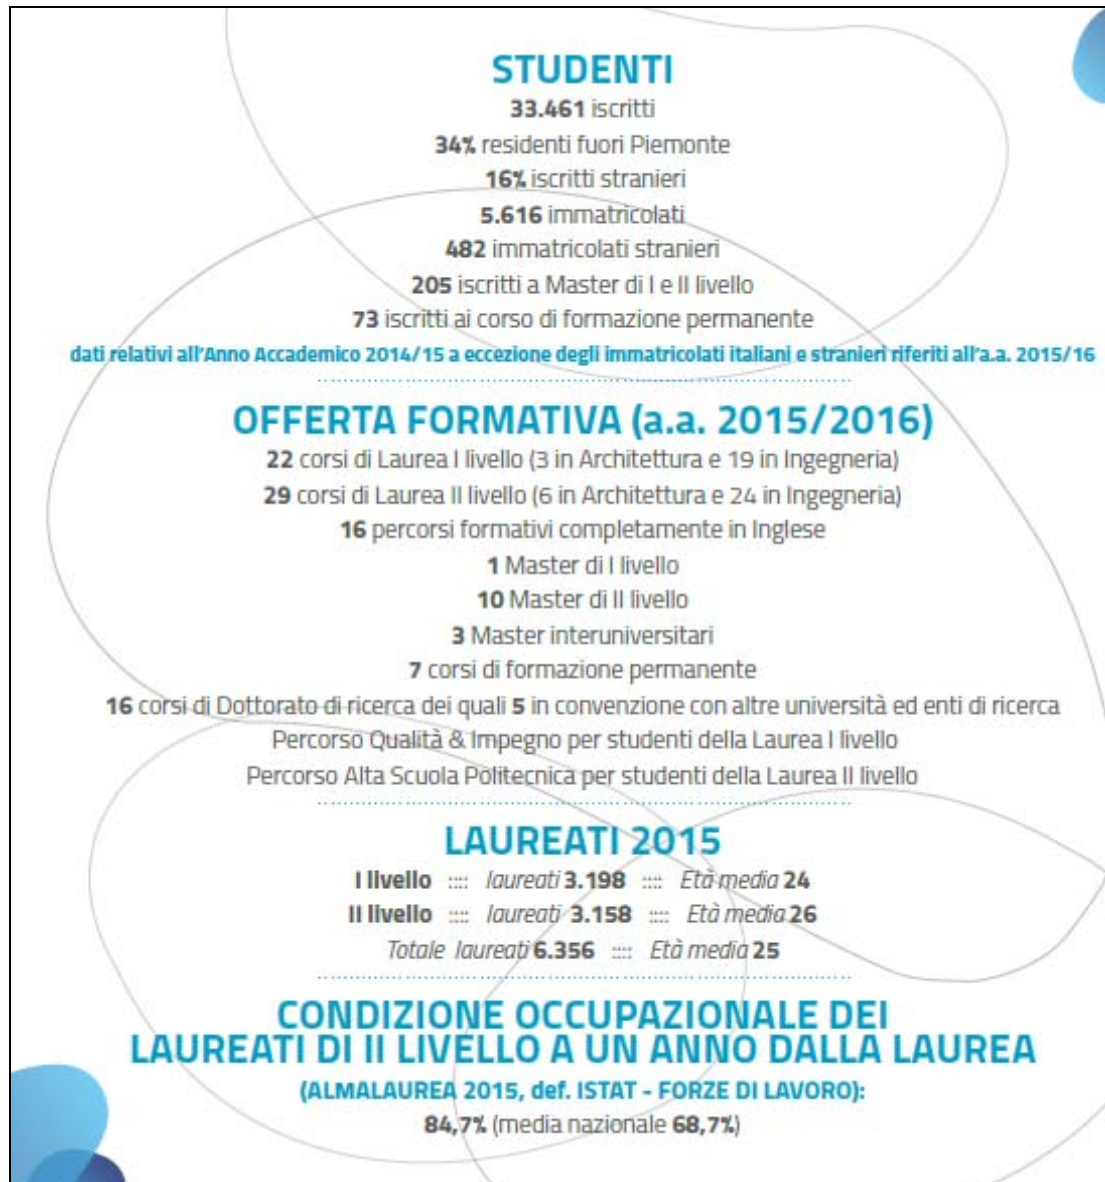 STUDENTI
33.461 iscritti
34% residenti fuori Piemonte
16% iscritti stranieri
5.616 immatricolati
482 immatricolati stranieri
205 iscritti a Master di I e II livello
73 iscritti ai corso di formazione permanente
dati relativi all'Anno Accademico 2014/15 a eccezione degli immatricolati italiani e stranieri riferiti all'a.a. 2015/16
OFFERTA FORMATIVA (a.a. 2015/2016)
22 corsi di Laurea I livello (3 in Architettura e 19 in Ingegneria)
29 corsi di Laurea II livello (6 in Architettura e 24 in Ingegneria)
16 percorsi formativi completamente in Inglese
1 Master di I livello
10 Master di II livello
3 Master interuniversitari
7 corsi di formazione permanente
16 corsi di Dottorato di ricerca dei quali 5 in convenzione con altre università ed enti di ricerca
Percorso Qualità & Impegno per studenti della Laurea I livello
Percorso Alta Scuola Politecnica per studenti della Laurea II livello
LAUREATI 2015
I livello :::: laureati 3.198 :::: Età media 24
II livello :::: laureati 3.158 :::: Età media 26
Totale laureati 6.356 :::: Età media 25
CONDIZIONE OCCUPAZIONALE DEI
LAUREATI DI II LIVELLO A UN ANNO DALLA LAUREA
(ALMALAUREA 2015, def. ISTAT - FORZE DI LAVORO):
84,7% (media nazionale 68,7%)